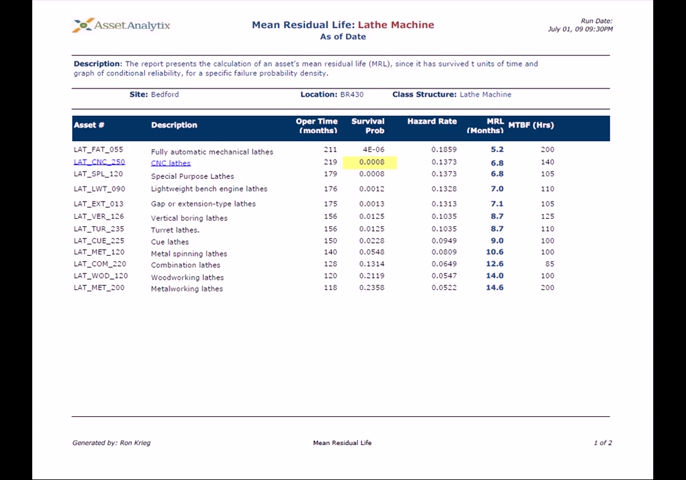 AssetAnalytix
Mean Residual Life: Lathe Machine
As of Date
Run Date:
July 01, 09 09:30PM
Description: The report presents the calculation of an asset's mean residual life (MRL), since it has survived t units of time and
graph of conditional reliability, for a specific failure probability density.
Site: Bedford Location: BR430 Class Structure: Lathe Machine
Asset # Description Oper Time (months) Survival Prob Hazard Rate MRL (Months) MTBF (Hrs)
LAT_FAT_055 Fully automatic mechanical lathes 211 4E-06 0.1859 5.2 200
LAT_CNC_250 CNC lathes 219 0.0008 0.1373 6.8 140
LAT_SPL_120 Special Purpose Lathes 179 0.0008 0.1373 6.8 105
LAT_LWT_090 Lightweight bench engine lathes 176 0.0012 0.1328 7.0 110
LAT_EXT_013 Gap or extension-type lathes 175 0.0013 0.1313 7.1 105
LAT_VER_126 Vertical boring lathes 156 0.0125 0.1035 8.7 125
LAT_TUR_235 Turret lathes. 156 0.0125 0.1035 8.7 110
LAT_CUE_225 Cue lathes 150 0.0228 0.0949 9.0 100
LAT_MET_120 Metal spinning lathes 140 0.0548 0.0809 10.6 100
LAT_COM_220 Combination lathes 128 0.1314 0.0649 12.6 85
LAT_WOD_120 Woodworking lathes 120 0.2119 0.0547 14.0 100
LAT_MET_200 Metalworking lathes 118 0.2358 0.0522 14.6 200
Generated by: Ron Krieg Mean Residual Life 1 of 2